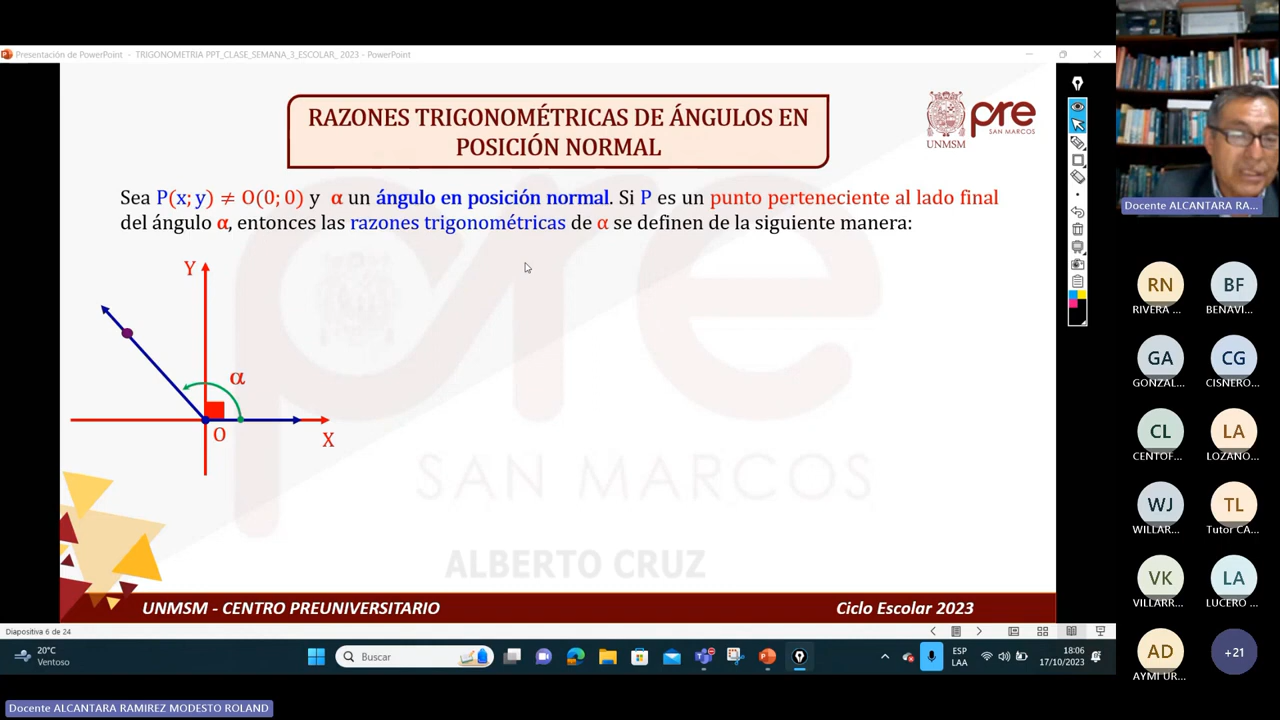 Presentación de PowerPoint - TRIGONOMETRIA PPT_CLASE_SEMANA_3_ESCOLAR_ 2023 - PowerPoint
RAZONES TRIGONOMÉTRICAS DE ÁNGULOS EN
POSICIÓN NORMAL
UNMSM
pre
SAN MARCOS
Sea P(x; y) ≠ O(0; 0) y α un ángulo en posición normal. Si P es un punto perteneciente al lado final
del ángulo α, entonces las razones trigonométricas de α se definen de la siguiente manera:
Y
α
O
X
pre
SAN MARCOS
ALBERTO CRUZ
UNMSM - CENTRO PREUNIVERSITARIO
Ciclo Escolar 2023
Diapositiva 6 de 24
20°C
Ventoso
Buscar
ESP
LAA
18:06
17/10/2023
Docente ALCANTARA RAMIREZ MODESTO ROLAND
Docente ALCANTARA RA...
RN
RIVERA ...
BF
BENAVI...
GA
GONZAL...
CG
CISNERO...
CL
CENTOF...
LA
LOZANO...
WJ
WILLAR...
TL
Tutor CA...
VK
VILLARR...
LA
LUCERO ...
AD
AYMI UR...
+21